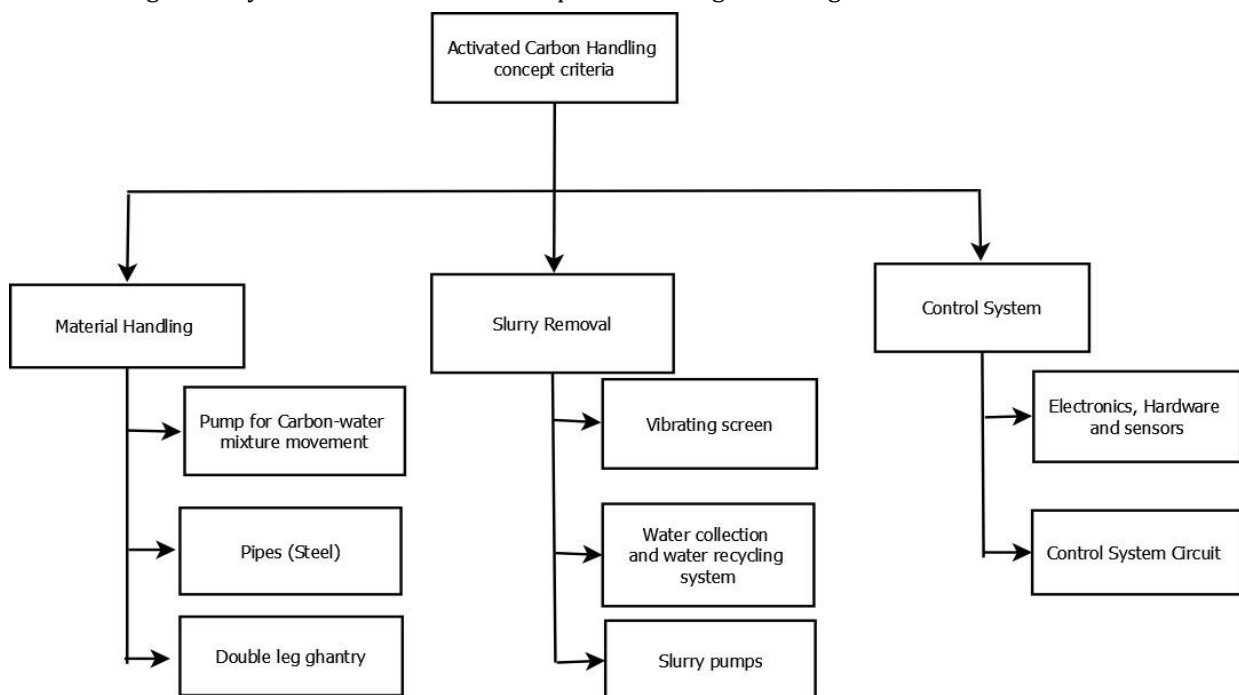 Activated Carbon Handling
concept criteria
Material Handling
Slurry Removal
Control System
Pump for Carbon-water
mixture movement
Vibrating screen
Electronics, Hardware
and sensors
Pipes (Steel)
Water collection
and water recycling
system
Control System Circuit
Double leg ghantry
Slurry pumps